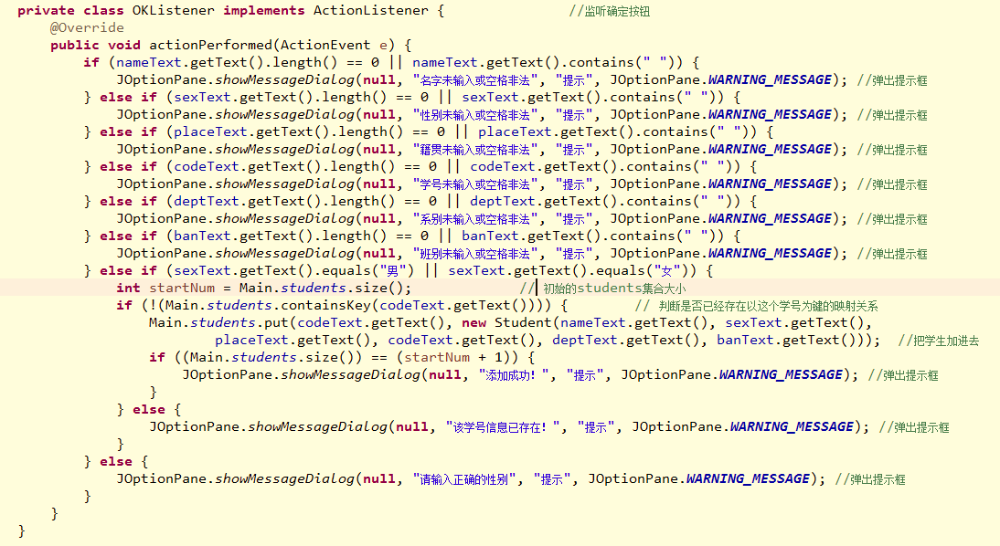 private class OKListener implements ActionListener {                //监听确定按钮
    @Override
    public void actionPerformed(ActionEvent e) {
        if (nameText.getText().length() == 0 || nameText.getText().contains(" ")) {
            JOptionPane.showMessageDialog(null, "名字未输入或空格非法", "提示", JOptionPane.WARNING_MESSAGE); //弹出提示框
        } else if (sexText.getText().length() == 0 || sexText.getText().contains(" ")) {
            JOptionPane.showMessageDialog(null, "性别未输入或空格非法", "提示", JOptionPane.WARNING_MESSAGE); //弹出提示框
        } else if (placeText.getText().length() == 0 || placeText.getText().contains(" ")) {
            JOptionPane.showMessageDialog(null, "籍贯未输入或空格非法", "提示", JOptionPane.WARNING_MESSAGE); //弹出提示框
        } else if (codeText.getText().length() == 0 || codeText.getText().contains(" ")) {
            JOptionPane.showMessageDialog(null, "学号未输入或空格非法", "提示", JOptionPane.WARNING_MESSAGE); //弹出提示框
        } else if (deptText.getText().length() == 0 || deptText.getText().contains(" ")) {
            JOptionPane.showMessageDialog(null, "系别未输入或空格非法", "提示", JOptionPane.WARNING_MESSAGE); //弹出提示框
        } else if (banText.getText().length() == 0 || banText.getText().contains(" ")) {
            JOptionPane.showMessageDialog(null, "班别未输入或空格非法", "提示", JOptionPane.WARNING_MESSAGE); //弹出提示框
        } else if (sexText.getText().equals("男") || sexText.getText().equals("女")) {
            int startNum = Main.students.size();             // 初始的students集合大小
            if (!(Main.students.containsKey(codeText.getText()))) {        // 判断是否已经存在以这个学号为键的映射关系
                Main.students.put(codeText.getText(), new Student(nameText.getText(), sexText.getText(),
                        placeText.getText(), codeText.getText(), deptText.getText(), banText.getText()));  //把学生加进去
                if ((Main.students.size()) == (startNum + 1)) {
                    JOptionPane.showMessageDialog(null, "添加成功！", "提示", JOptionPane.WARNING_MESSAGE); //弹出提示框
                }
            } else {
                JOptionPane.showMessageDialog(null, "该学号信息已存在！", "提示", JOptionPane.WARNING_MESSAGE); //弹出提示框
            }
        } else {
            JOptionPane.showMessageDialog(null, "请输入正确的性别", "提示", JOptionPane.WARNING_MESSAGE); //弹出提示框
        }
    }
}